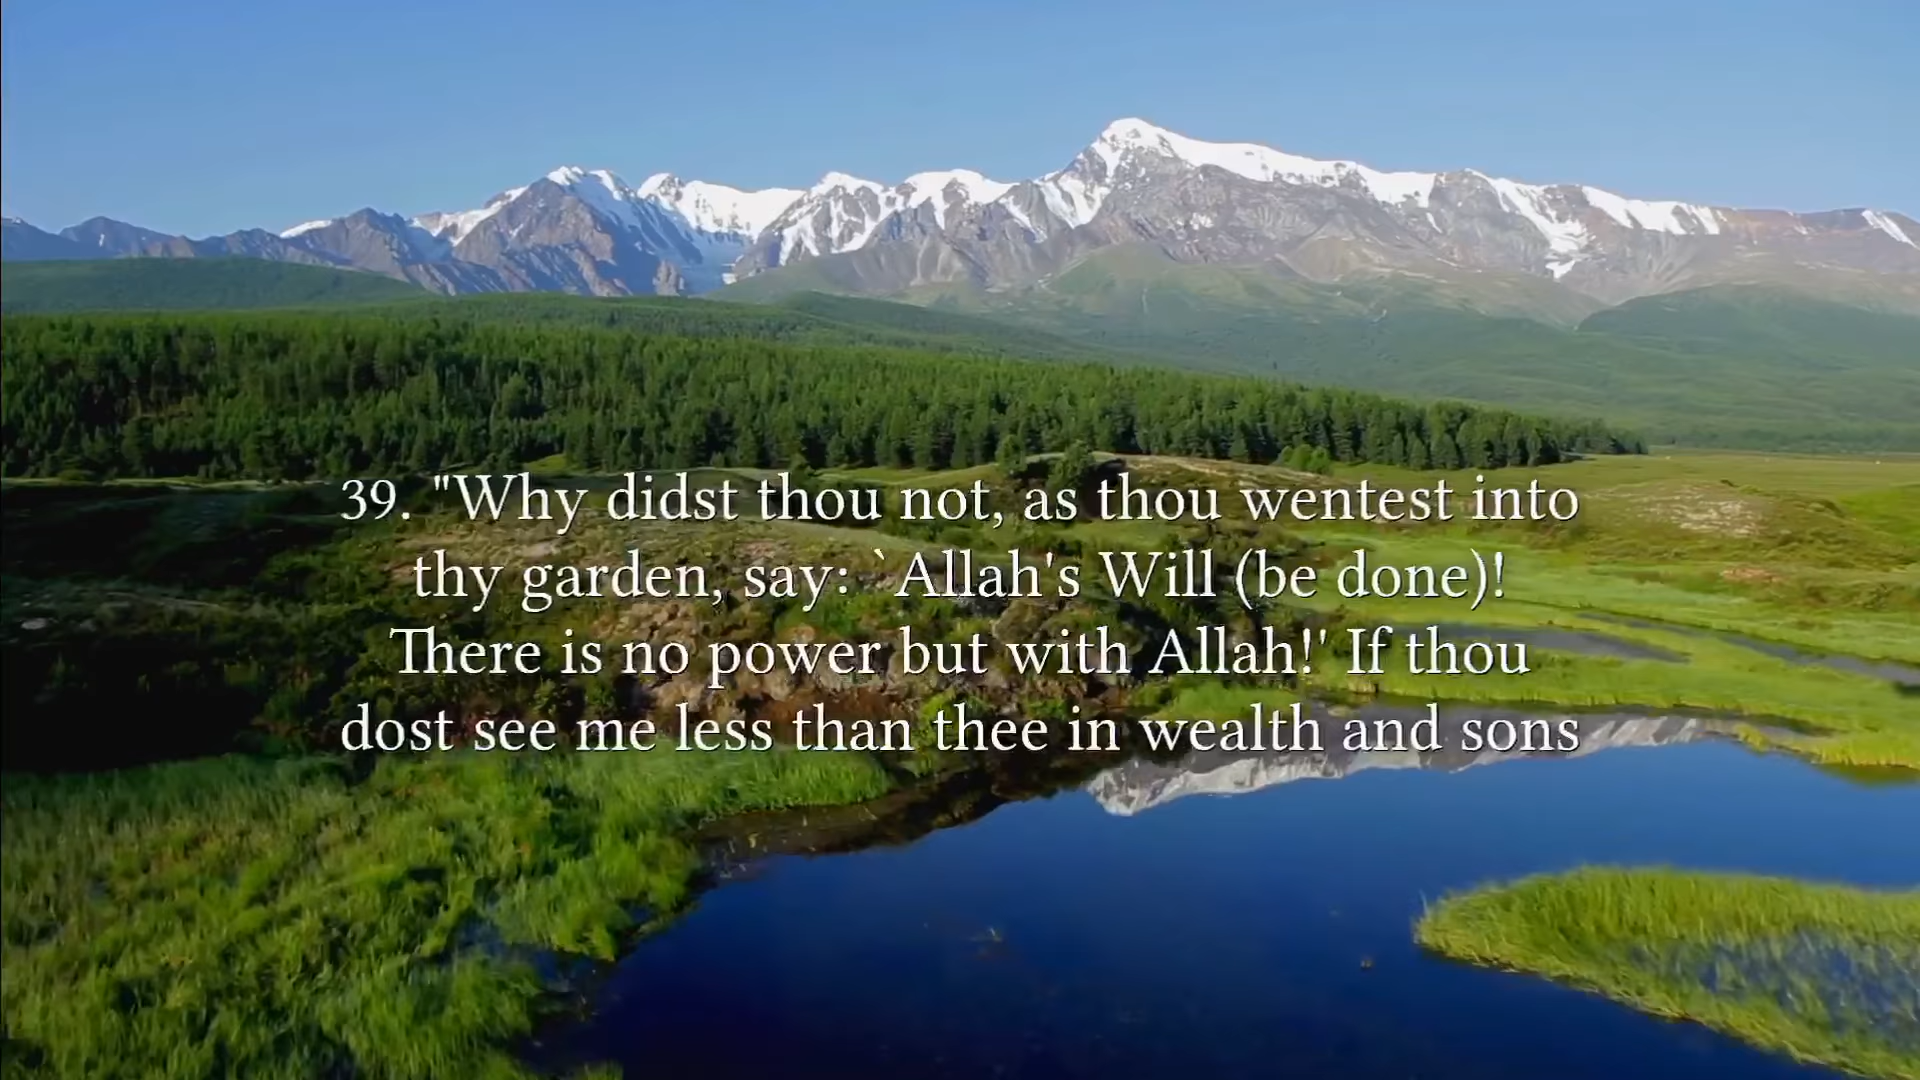 39. "Why didst thou not, as thou wentest into
thy garden, say: `Allah's Will (be done)!
There is no power but with Allah!' If thou
dost see me less than thee in wealth and sons